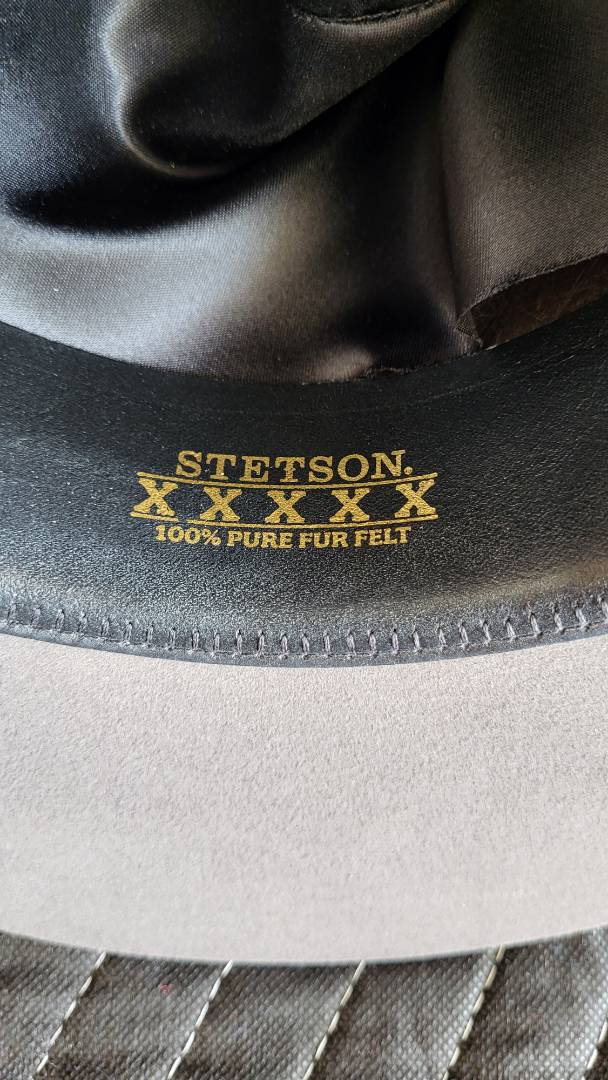 STETSON.
XXXXX
100% PURE FUR FELT